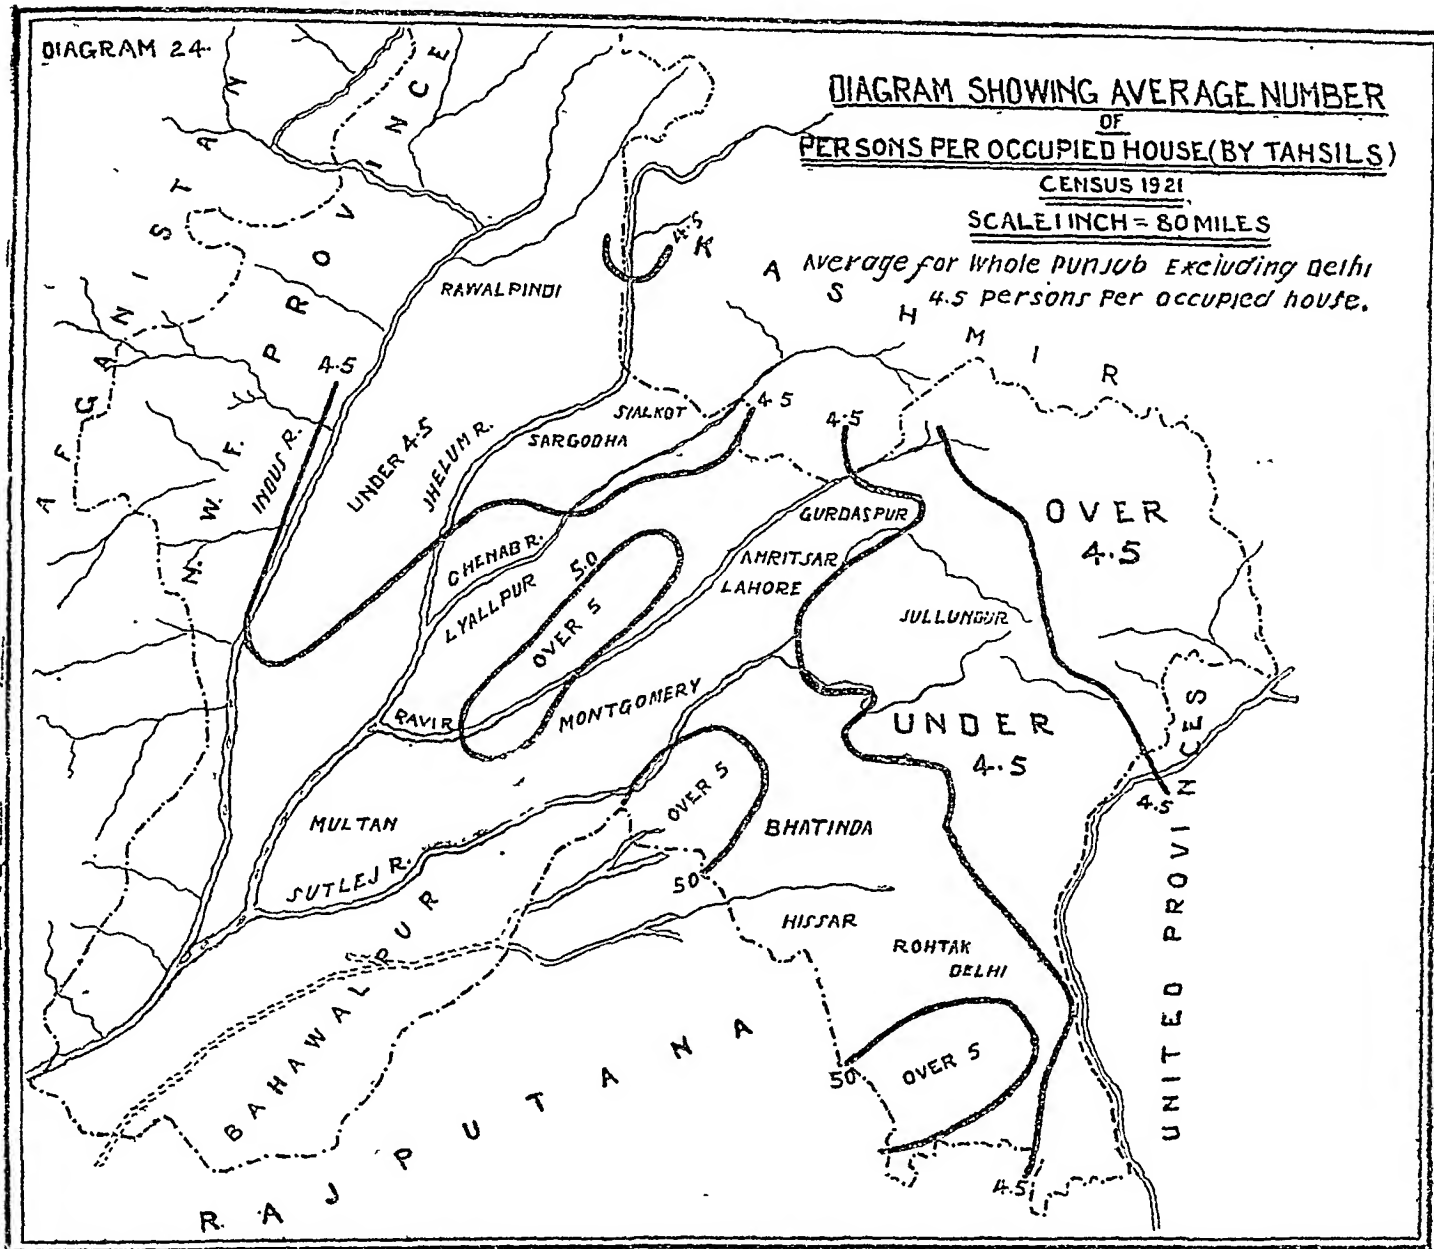 DIAGRAM 24.
DIAGRAM SHOWING AVERAGE NUMBER
OF
PERSONS PER OCCUPIED HOUSE (BY TAHSILS)
CENSUS 1921
SCALE 1 INCH = 80 MILES
Average for Whole Punjub Excluding Delhi
4.5 persons Per occupied house.
AFGANISTAN
N. W. F. PROVINCE
KASHMIR
4.5
RAWALPINDI
4.5
INDUS R.
UNDER 4.5
JHELUM R.
SIALKOT
SARGODHA
4.5
4.5
OVER
4.5
GURDASPUR
CHENAB R.
AMRITSAR
LAHORE
LYALLPUR
5.0
OVER 5
JULLUNDUR
RAVI R
MONTGOMERY
UNDER
4.5
4.5
OVER 5
50
MULTAN
BHATINDA
SUTLEJ R.
HISSAR
ROHTAK
DELHI
BAHAWALPUR
OVER 5
50
4.5
RAJPUTANA
UNITED PROVINCES